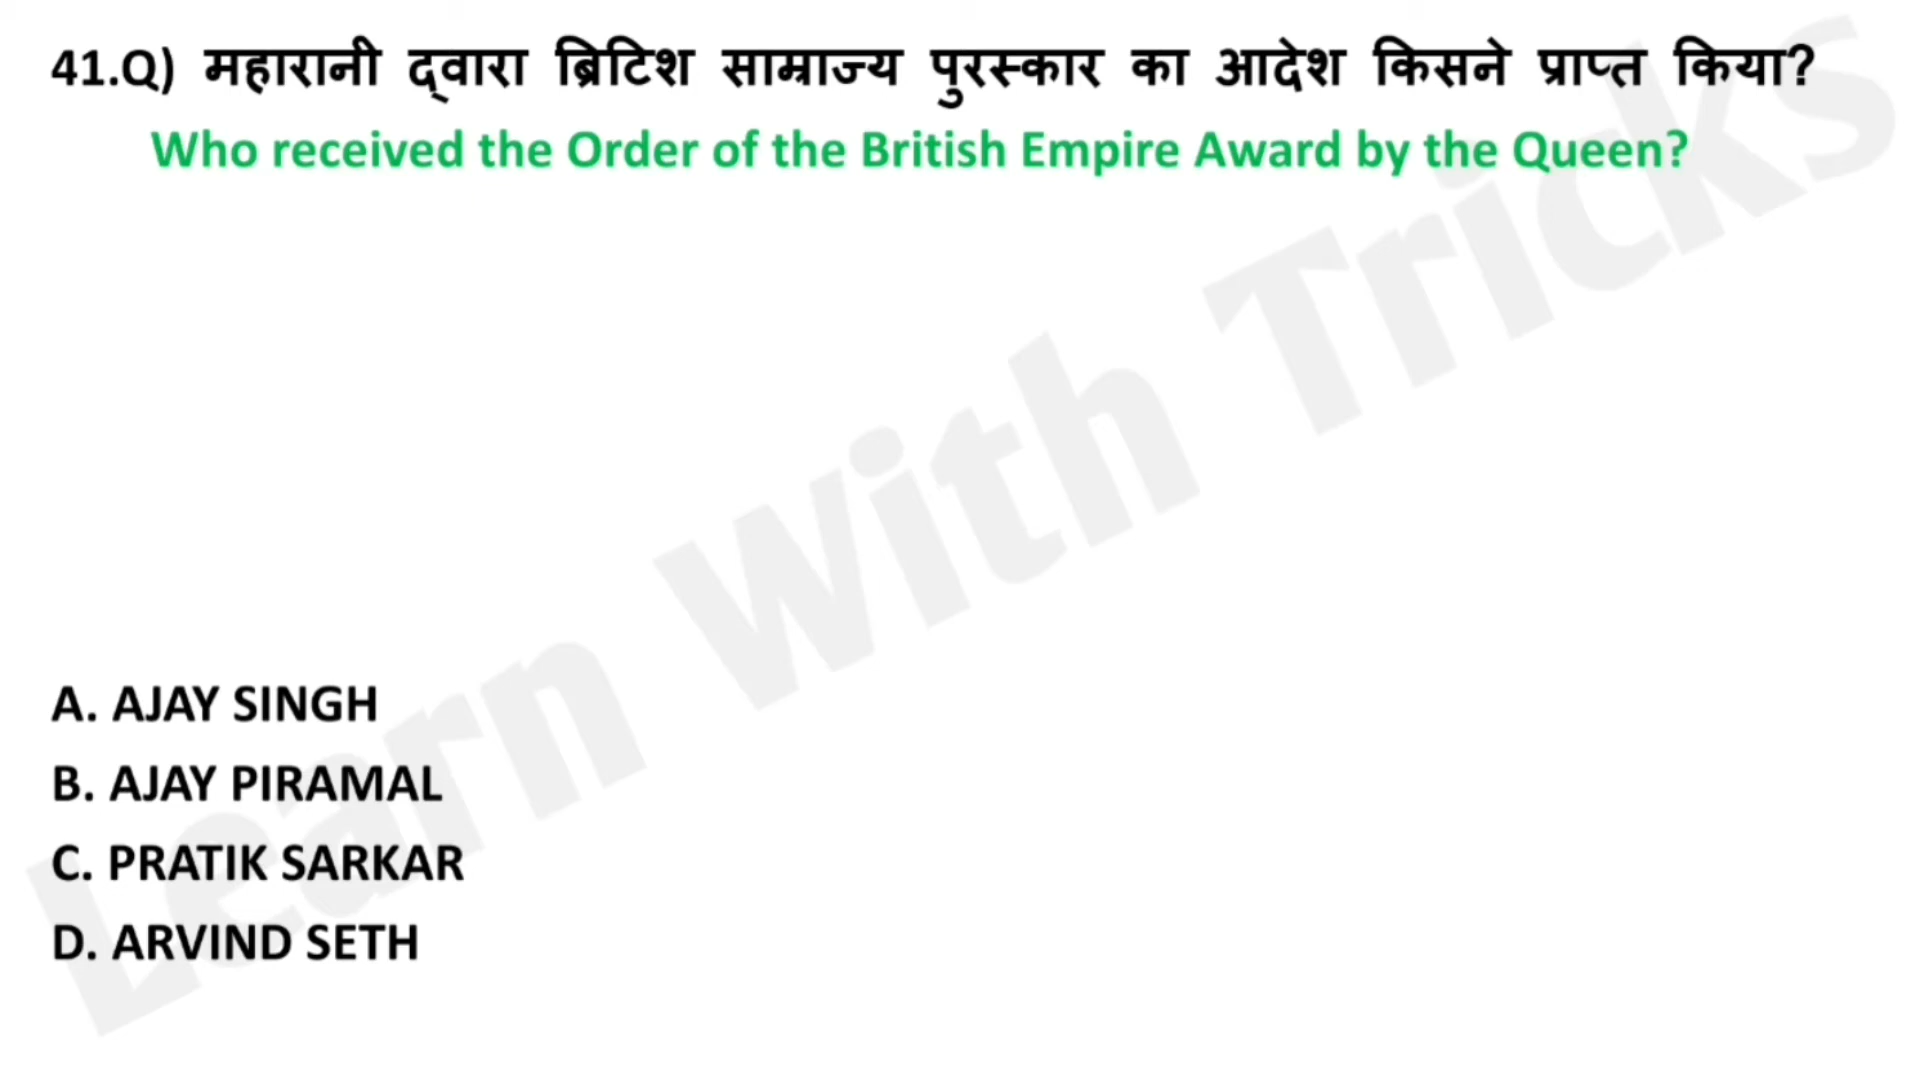 41.Q) महारानी द्वारा ब्रिटिश साम्राज्य पुरस्कार का आदेश किसने प्राप्त किया?
Who received the Order of the British Empire Award by the Queen?
Learn With Tricks
A. AJAY SINGH
B. AJAY PIRAMAL
C. PRATIK SARKAR
D. ARVIND SETH